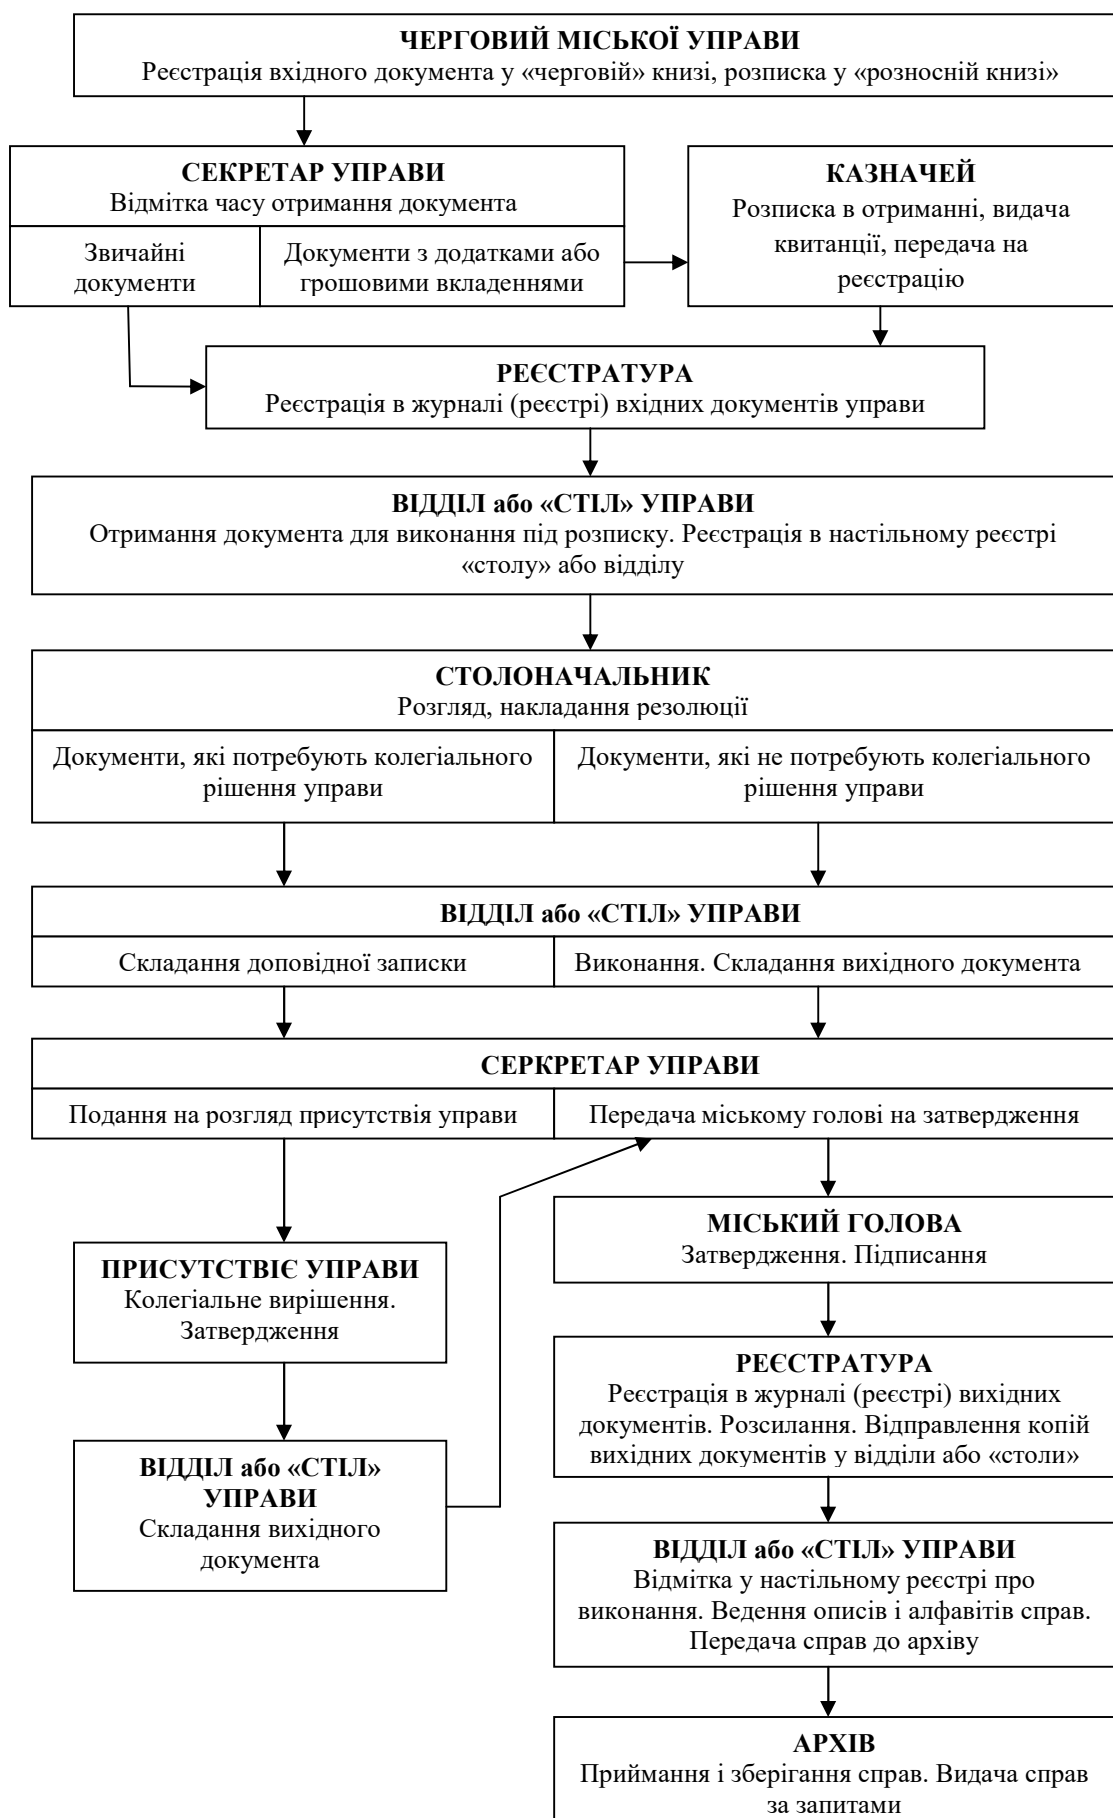 ЧЕРГОВИЙ МІСЬКОЇ УПРАВИ
Реєстрація вхідного документа у «черговій» книзі, розписка у «розносній книзі»
СЕКРЕТАР УПРАВИ
Відмітка часу отримання документа
Звичайні
документи
Документи з додатками або
грошовими вкладеннями
КАЗНАЧЕЙ
Розписка в отриманні, видача
квитанції, передача на
реєстрацію
РЕЄСТРАТУРА
Реєстрація в журналі (реєстрі) вхідних документів управи
ВІДДІЛ або «СТІЛ» УПРАВИ
Отримання документа для виконання під розписку. Реєстрація в настільному реєстрі
«столу» або відділу
СТОЛОНАЧАЛЬНИК
Розгляд, накладання резолюції
Документи, які потребують колегіального
рішення управи
Документи, які не потребують колегіального
рішення управи
ВІДДІЛ або «СТІЛ» УПРАВИ
Складання доповідної записки
Виконання. Складання вихідного документа
СЕРКРЕТАР УПРАВИ
Подання на розгляд присутствія управи
Передача міському голові на затвердження
ПРИСУТСТВІЄ УПРАВИ
Колегіальне вирішення.
Затвердження
ВІДДІЛ або «СТІЛ»
УПРАВИ
Складання вихідного
документа
МІСЬКИЙ ГОЛОВА
Затвердження. Підписання
РЕЄСТРАТУРА
Реєстрація в журналі (реєстрі) вихідних
документів. Розсилання. Відправлення копій
вихідних документів у відділи або «столи»
ВІДДІЛ або «СТІЛ» УПРАВИ
Відмітка у настільному реєстрі про
виконання. Ведення описів і алфавітів справ.
Передача справ до архіву
АРХІВ
Приймання і зберігання справ. Видача справ
за запитами